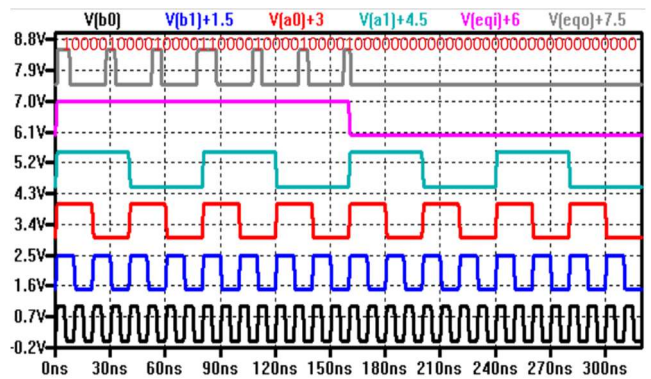 V(b0) V(b1)+1.5 V(a0)+3 V(a1)+4.5 V(eqi)+6 V(eqo)+7.5
8.8V
7.9V
7.0V
6.1V
5.2V
4.3V
3.4V
2.5V
1.6V
0.7V
-0.2V
0ns 30ns 60ns 90ns 120ns 150ns 180ns 210ns 240ns 270ns 300ns